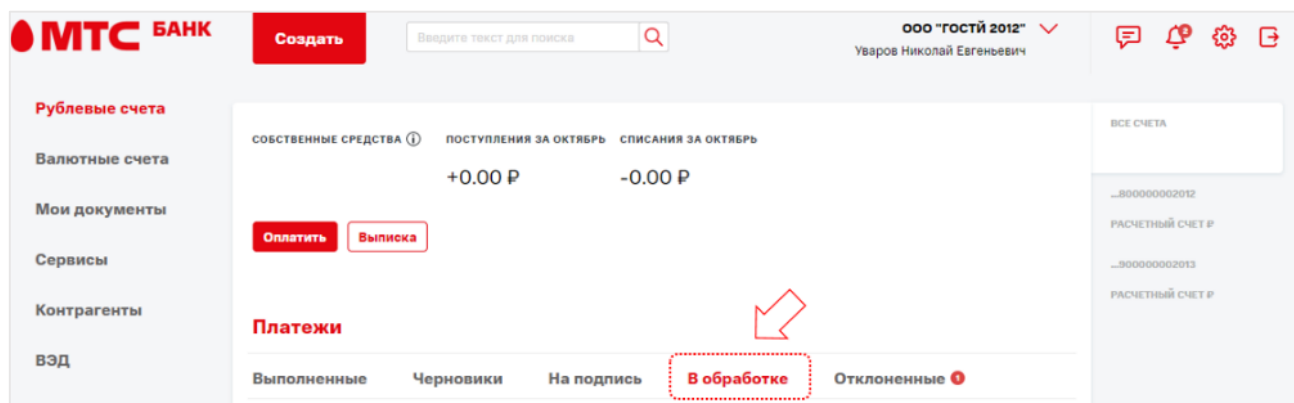 МТС БАНК
Создать
Введите текст для поиска
ООО "ГОСТЙ 2012"
Уваров Николай Евгеньевич
2
Рублевые счета
Валютные счета
Мои документы
Сервисы
Контрагенты
ВЭД
СОБСТВЕННЫЕ СРЕДСТВА ПОСТУПЛЕНИЯ ЗА ОКТЯБРЬ СПИСАНИЯ ЗА ОКТЯБРЬ
+0.00 ₽ -0.00 ₽
Оплатить Выписка
Платежи
Выполненные Черновики На подпись В обработке Отклоненные 1
ВСЕ СЧЕТА
...800000002012
РАСЧЕТНЫЙ СЧЕТ ₽
...900000002013
РАСЧЕТНЫЙ СЧЕТ ₽